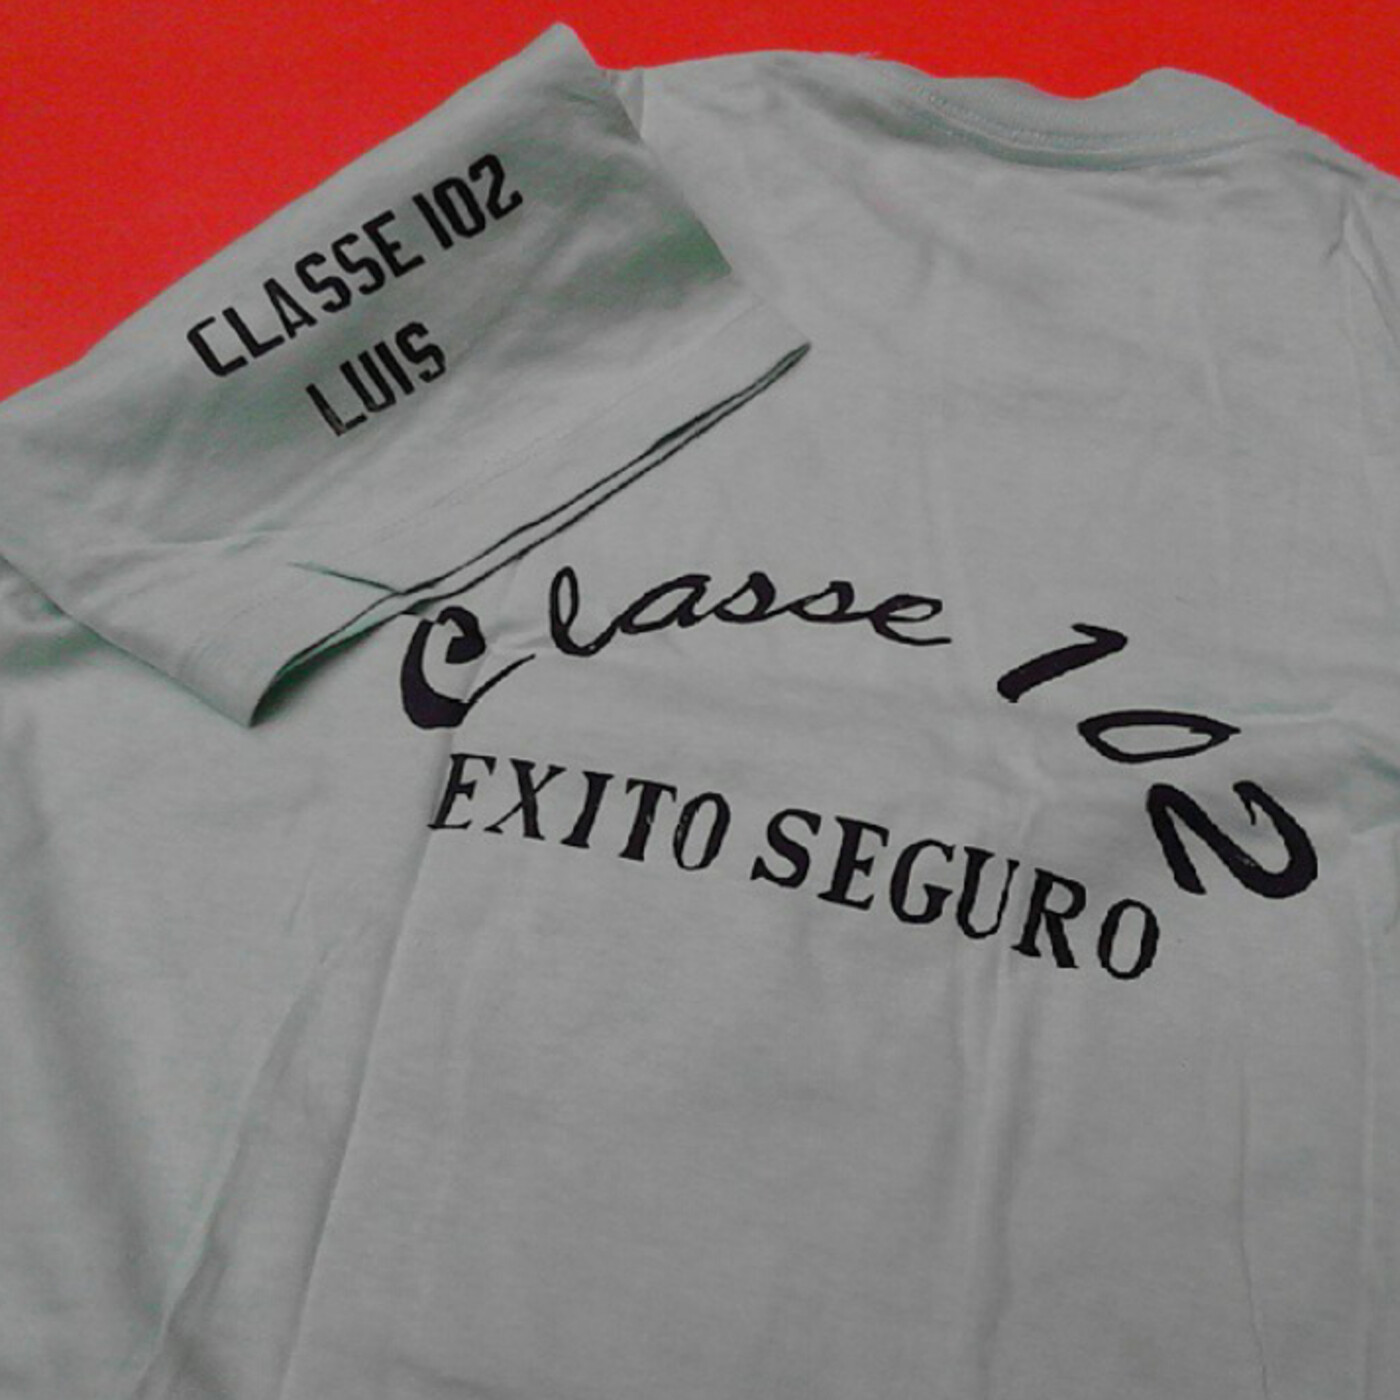 CLASSE 102
LUIS
Classe 102
EXITO SEGURO